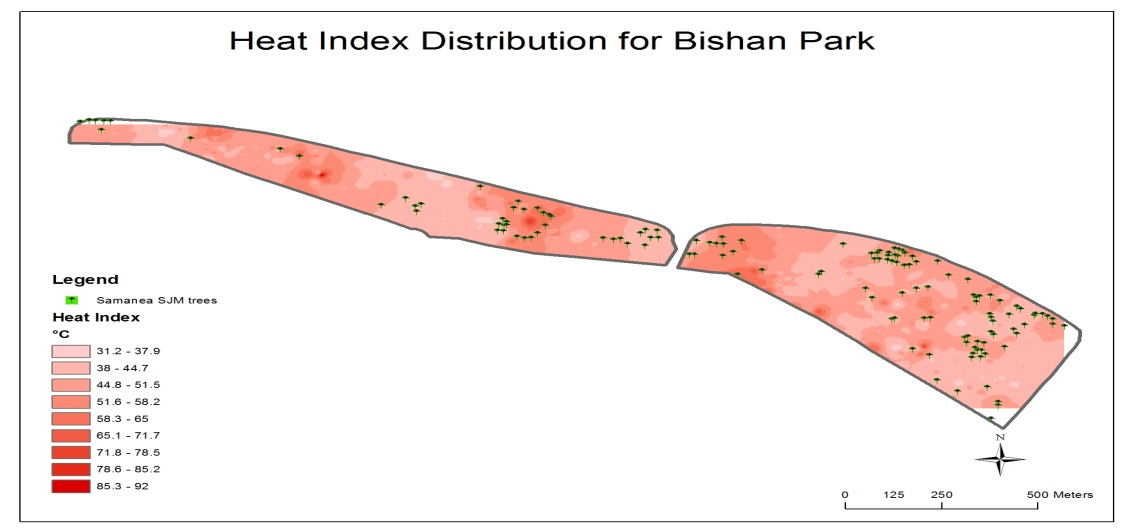 Heat Index Distribution for Bishan Park
Legend
Samanea SJM trees
Heat Index
°C
31.2 - 37.9
38 - 44.7
44.8 - 51.5
51.6 - 58.2
58.3 - 65
65.1 - 71.7
71.8 - 78.5
78.6 - 85.2
85.3 - 92
N
0 125 250 500 Meters